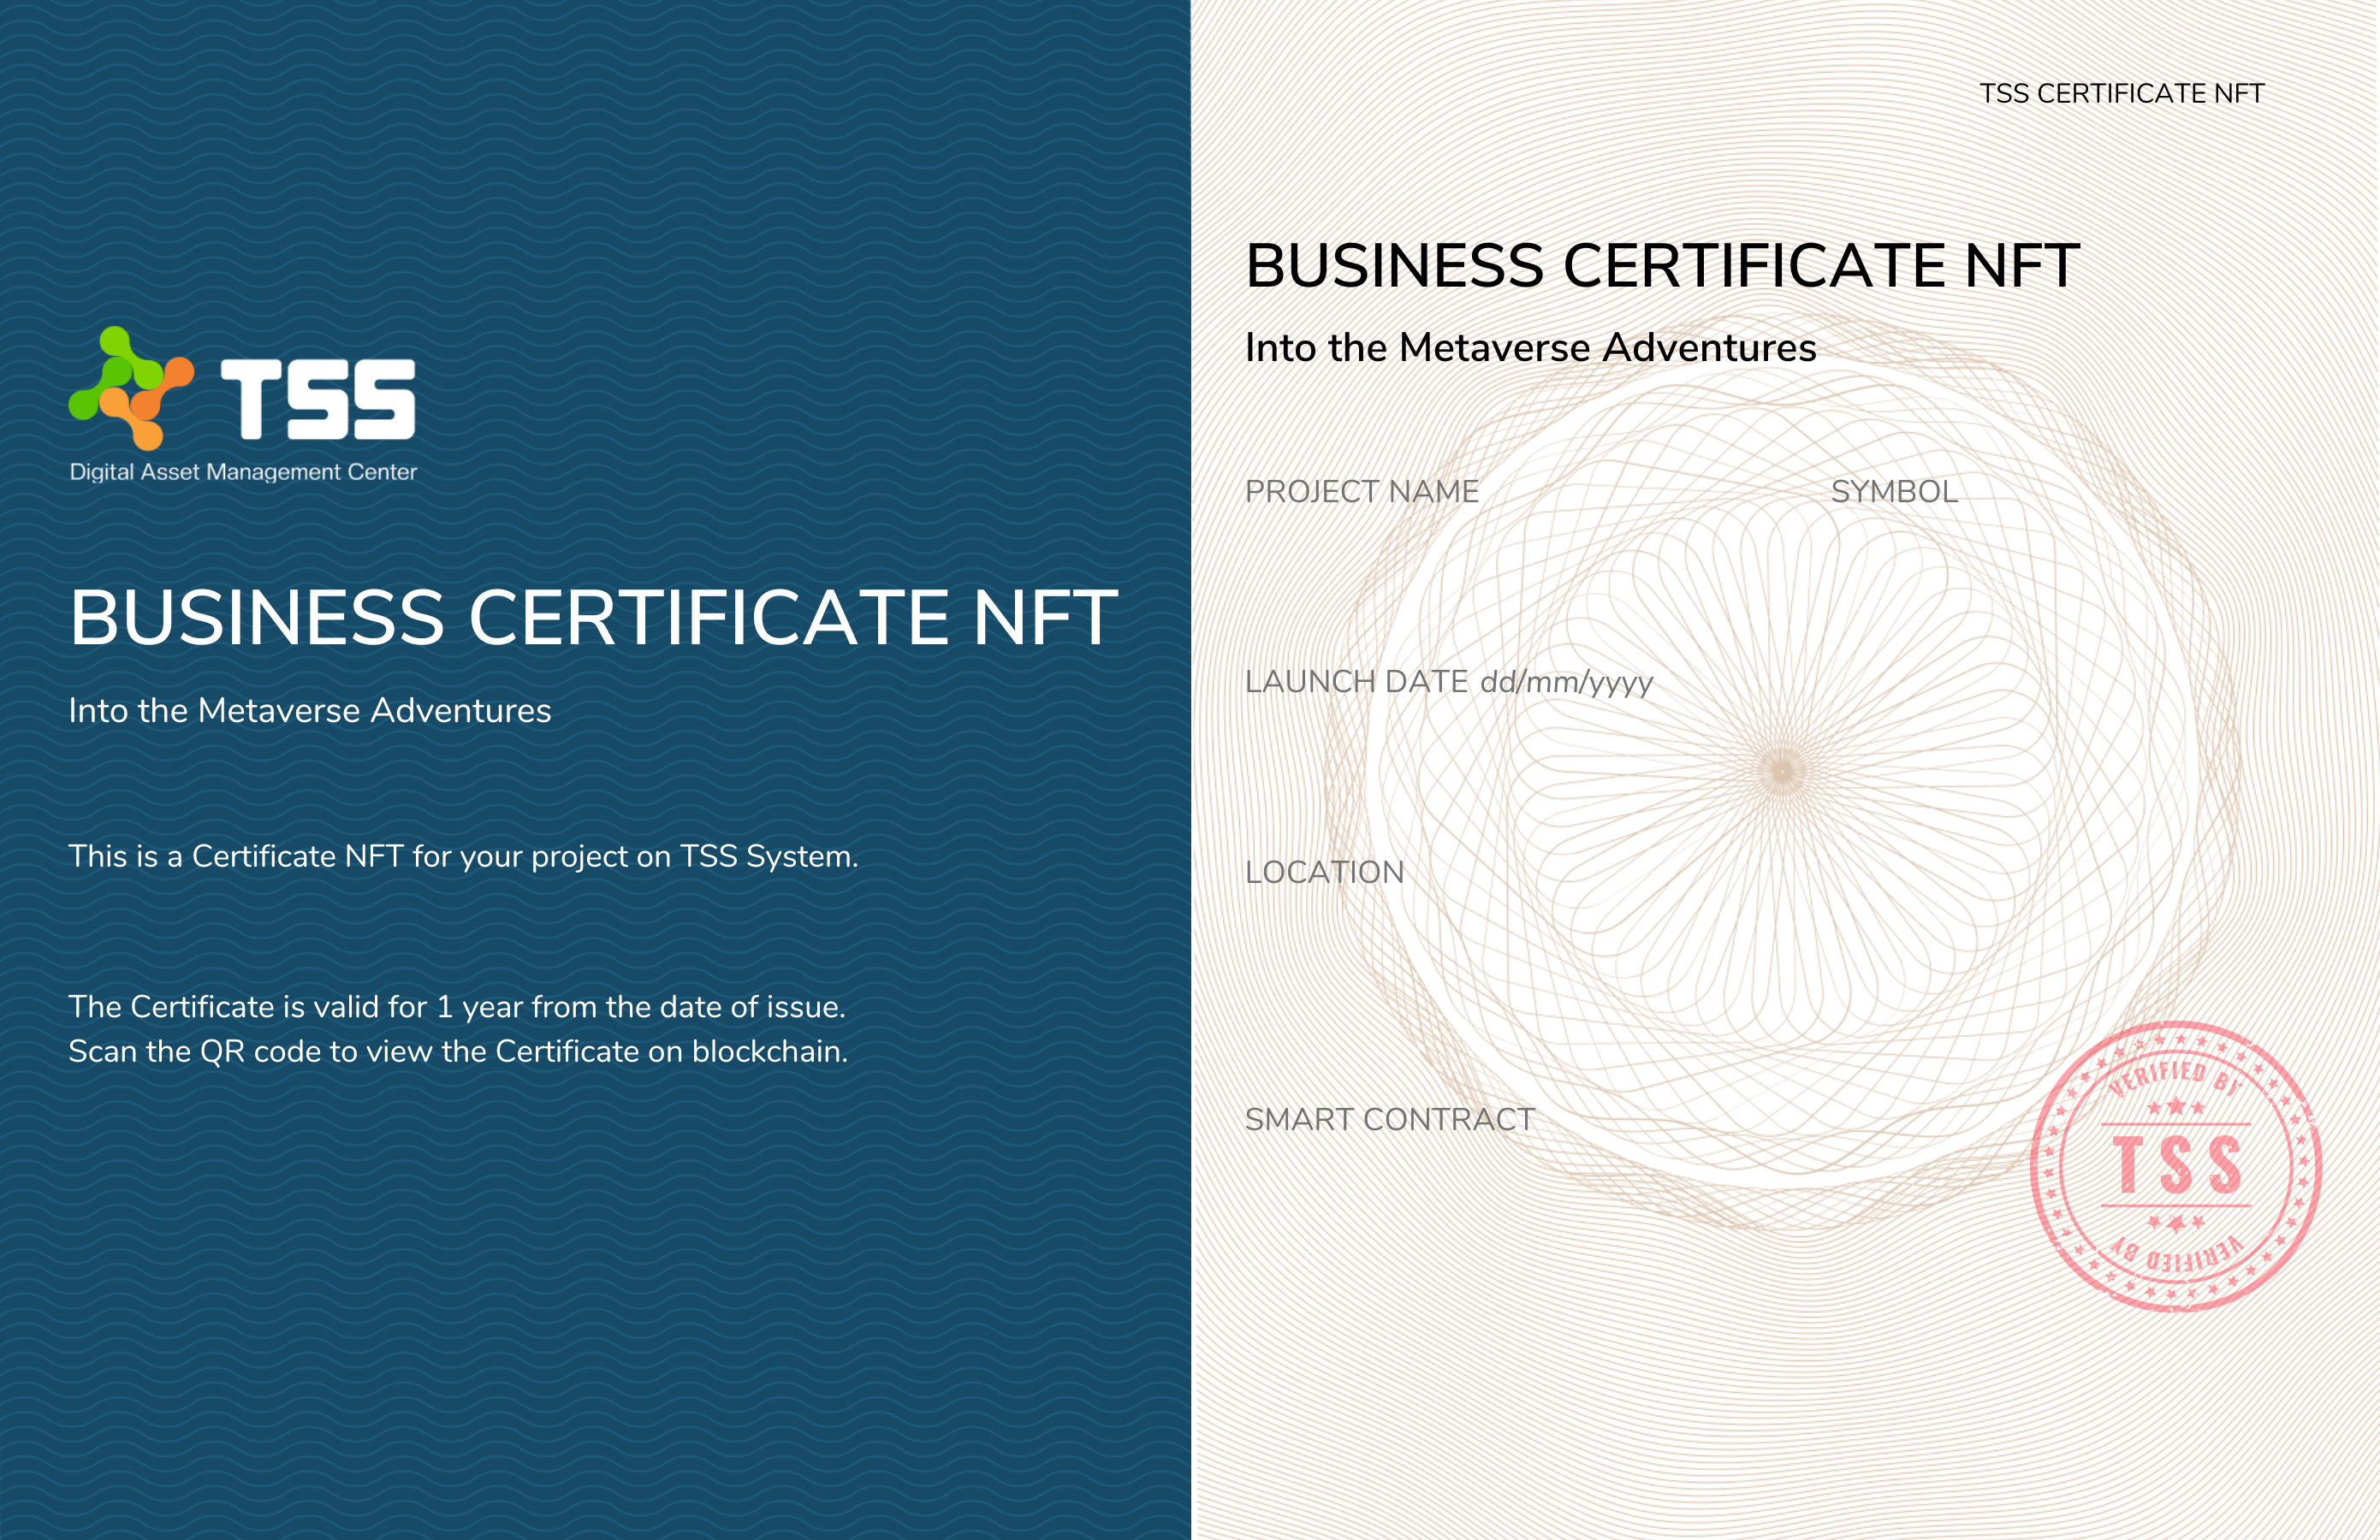 TSS
Digital Asset Management Center
BUSINESS CERTIFICATE NFT
Into the Metaverse Adventures
This is a Certificate NFT for your project on TSS System.
The Certificate is valid for 1 year from the date of issue.
Scan the QR code to view the Certificate on blockchain.
TSS CERTIFICATE NFT
BUSINESS CERTIFICATE NFT
Into the Metaverse Adventures
PROJECT NAME SYMBOL
LAUNCH DATE dd/mm/yyyy
LOCATION
SMART CONTRACT
VERIFIED BY
TSS
VERIFIED BY